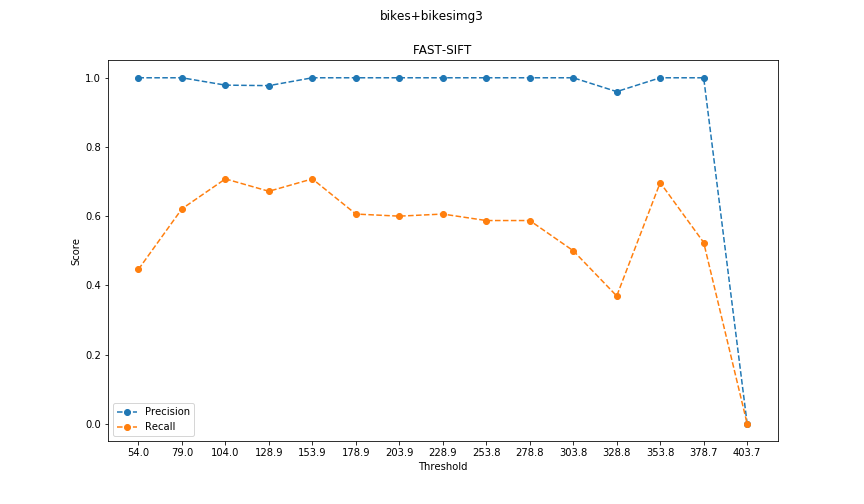 bikes+bikesimg3
FAST-SIFT
1.0
0.8
0.6
0.4
0.2
0.0
Score
Precision
Recall
54.0 79.0 104.0 128.9 153.9 178.9 203.9 228.9 253.8 278.8 303.8 328.8 353.8 378.7 403.7
Threshold